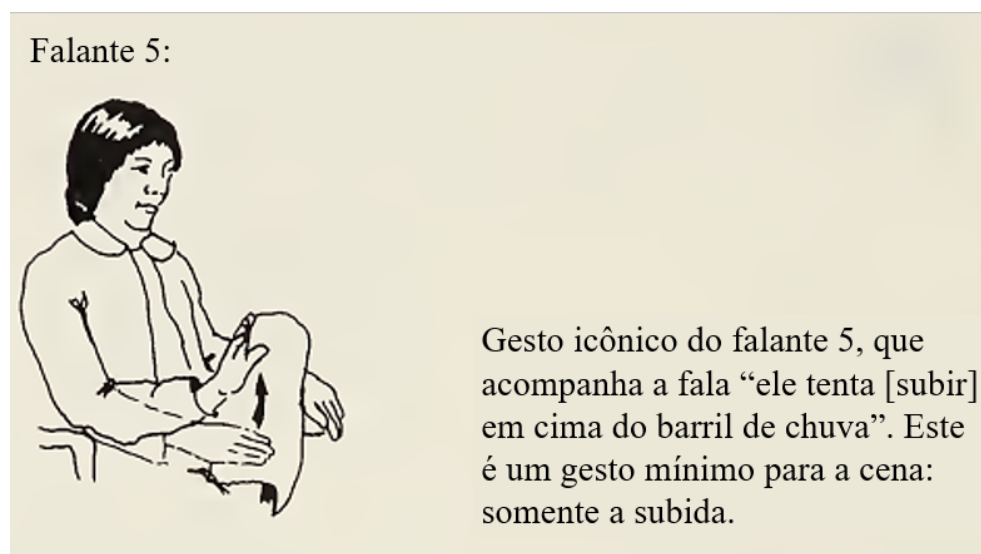 Falante 5:
Gesto icônico do falante 5, que
acompanha a fala “ele tenta [subir]
em cima do barril de chuva”. Este
é um gesto mínimo para a cena:
somente a subida.